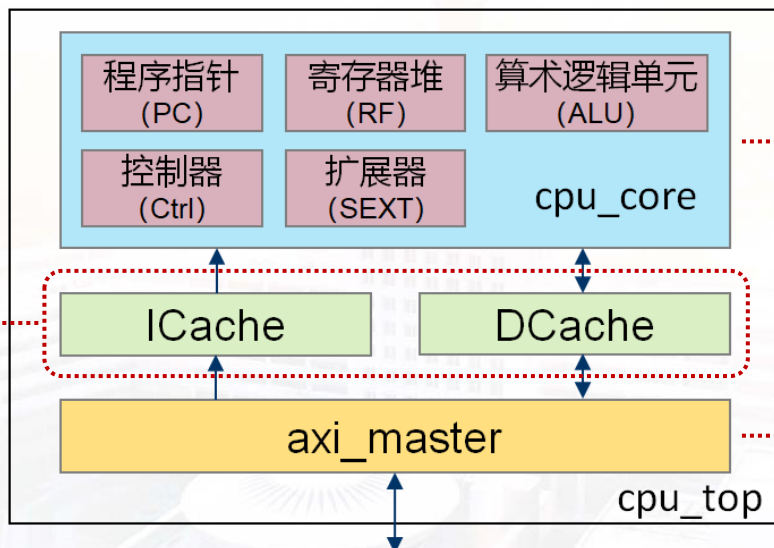 程序指针
(PC)
寄存器堆
(RF)
算术逻辑单元
(ALU)
控制器
(Ctrl)
扩展器
(SEXT)
cpu_core
ICache
DCache
axi_master
cpu_top